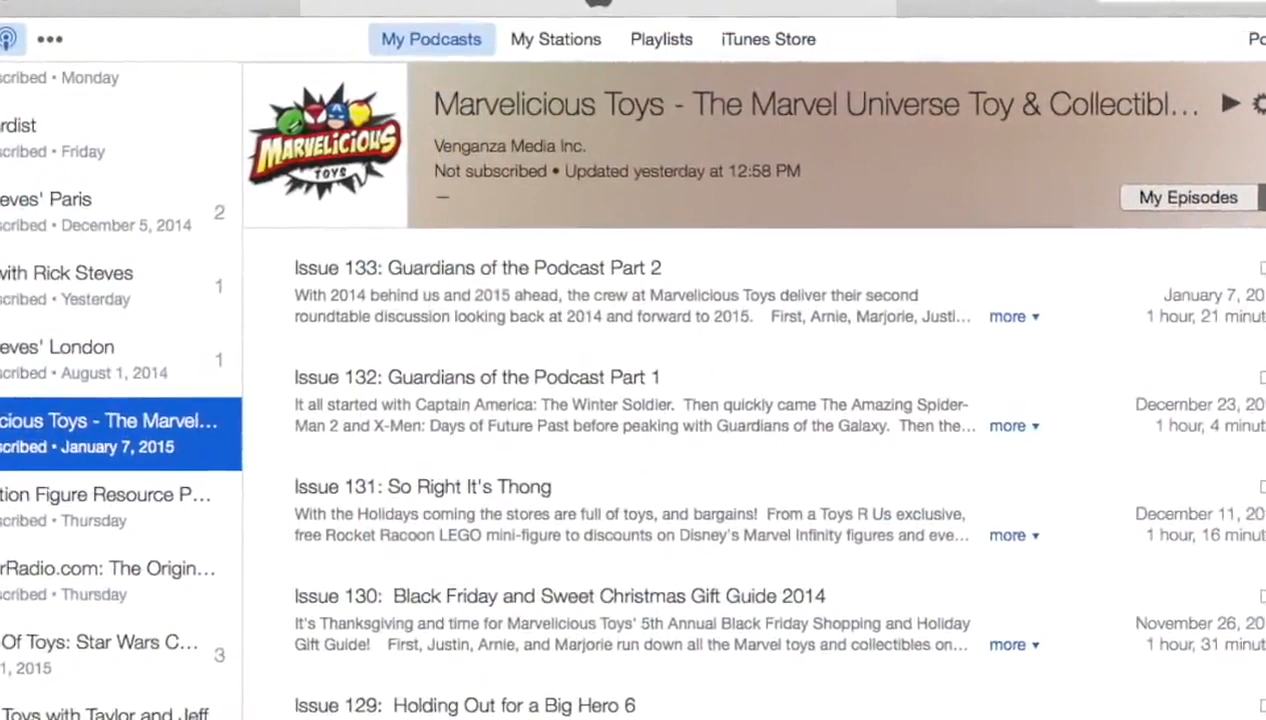 My Podcasts
My Stations
Playlists
iTunes Store
Po
cribed • Monday
rdist
cribed • Friday
eves' Paris
cribed • December 5, 2014
2
with Rick Steves
cribed • Yesterday
1
eves' London
cribed • August 1, 2014
1
cious Toys - The Marvel...
cribed • January 7, 2015
tion Figure Resource P...
cribed • Thursday
rRadio.com: The Origin...
cribed • Thursday
Of Toys: Star Wars C...
1, 2015
3
Toys with Taylor and Jeff
MARVELICIOUS
TOYS
Marvelicious Toys - The Marvel Universe Toy & Collectibl...
Venganza Media Inc.
Not subscribed • Updated yesterday at 12:58 PM
—
My Episodes
Issue 133: Guardians of the Podcast Part 2
With 2014 behind us and 2015 ahead, the crew at Marvelicious Toys deliver their second
roundtable discussion looking back at 2014 and forward to 2015. First, Arnie, Marjorie, Justi...
more
January 7, 20
1 hour, 21 minut
Issue 132: Guardians of the Podcast Part 1
It all started with Captain America: The Winter Soldier. Then quickly came The Amazing Spider-
Man 2 and X-Men: Days of Future Past before peaking with Guardians of the Galaxy. Then the...
more
December 23, 20
1 hour, 4 minut
Issue 131: So Right It's Thong
With the Holidays coming the stores are full of toys, and bargains! From a Toys R Us exclusive,
free Rocket Racoon LEGO mini-figure to discounts on Disney's Marvel Infinity figures and eve...
more
December 11, 20
1 hour, 16 minut
Issue 130: Black Friday and Sweet Christmas Gift Guide 2014
It's Thanksgiving and time for Marvelicious Toys' 5th Annual Black Friday Shopping and Holiday
Gift Guide! First, Justin, Arnie, and Marjorie run down all the Marvel toys and collectibles on...
more
November 26, 20
1 hour, 31 minut
Issue 129: Holding Out for a Big Hero 6